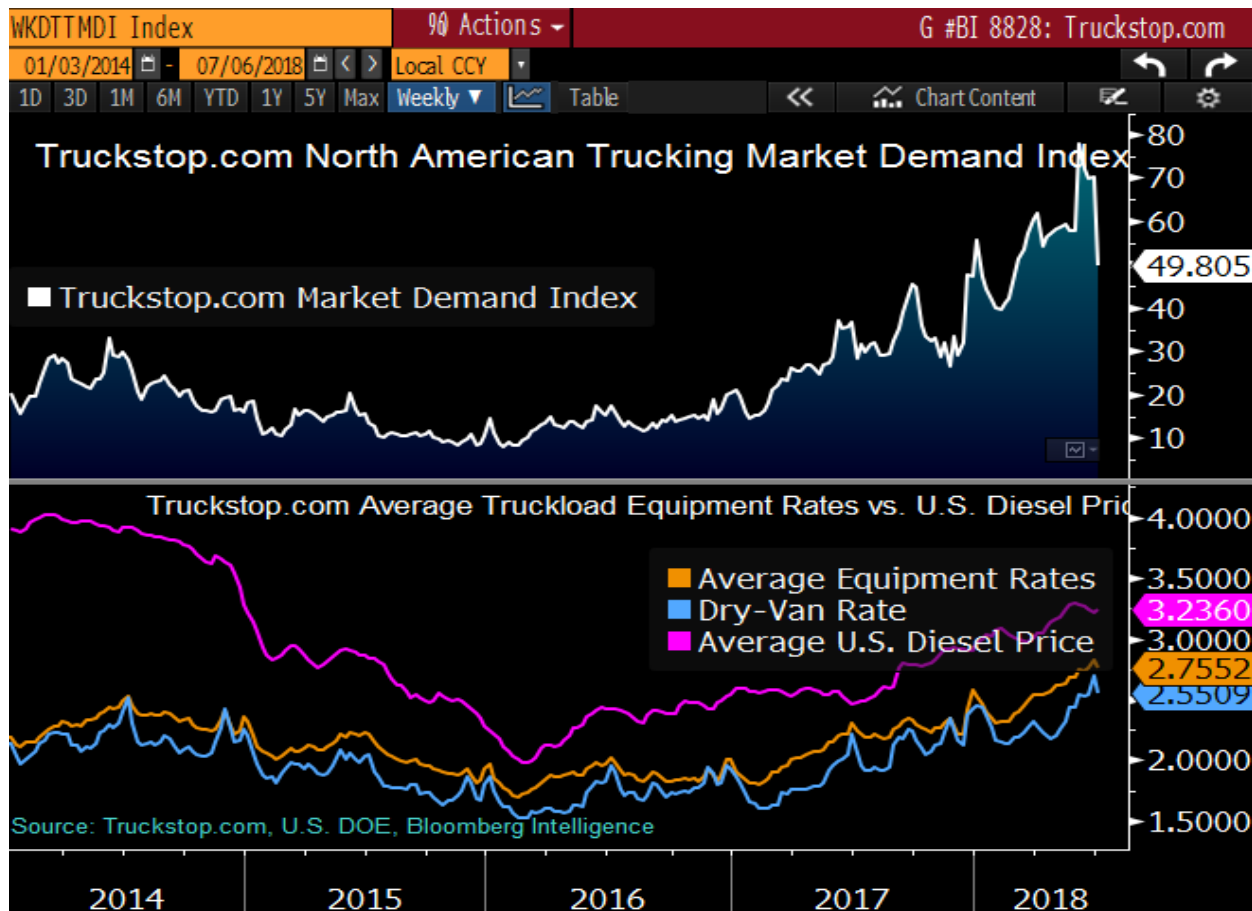 WKDTTMDI Index 90 Actions G #BI 8828: Truckstop.com
01/03/2014 - 07/06/2018 < > Local CCY
1D 3D 1M 6M YTD 1Y 5Y Max Weekly ▼ Table « Chart Content
Truckstop.com North American Trucking Market Demand Index
Truckstop.com Market Demand Index
80
70
60
49.805
40
30
20
10
Truckstop.com Average Truckload Equipment Rates vs. U.S. Diesel Pric
Average Equipment Rates
Dry-Van Rate
Average U.S. Diesel Price
4.0000
3.5000
3.2360
3.0000
2.7552
2.5509
2.0000
1.5000
Source: Truckstop.com, U.S. DOE, Bloomberg Intelligence
2014 2015 2016 2017 2018